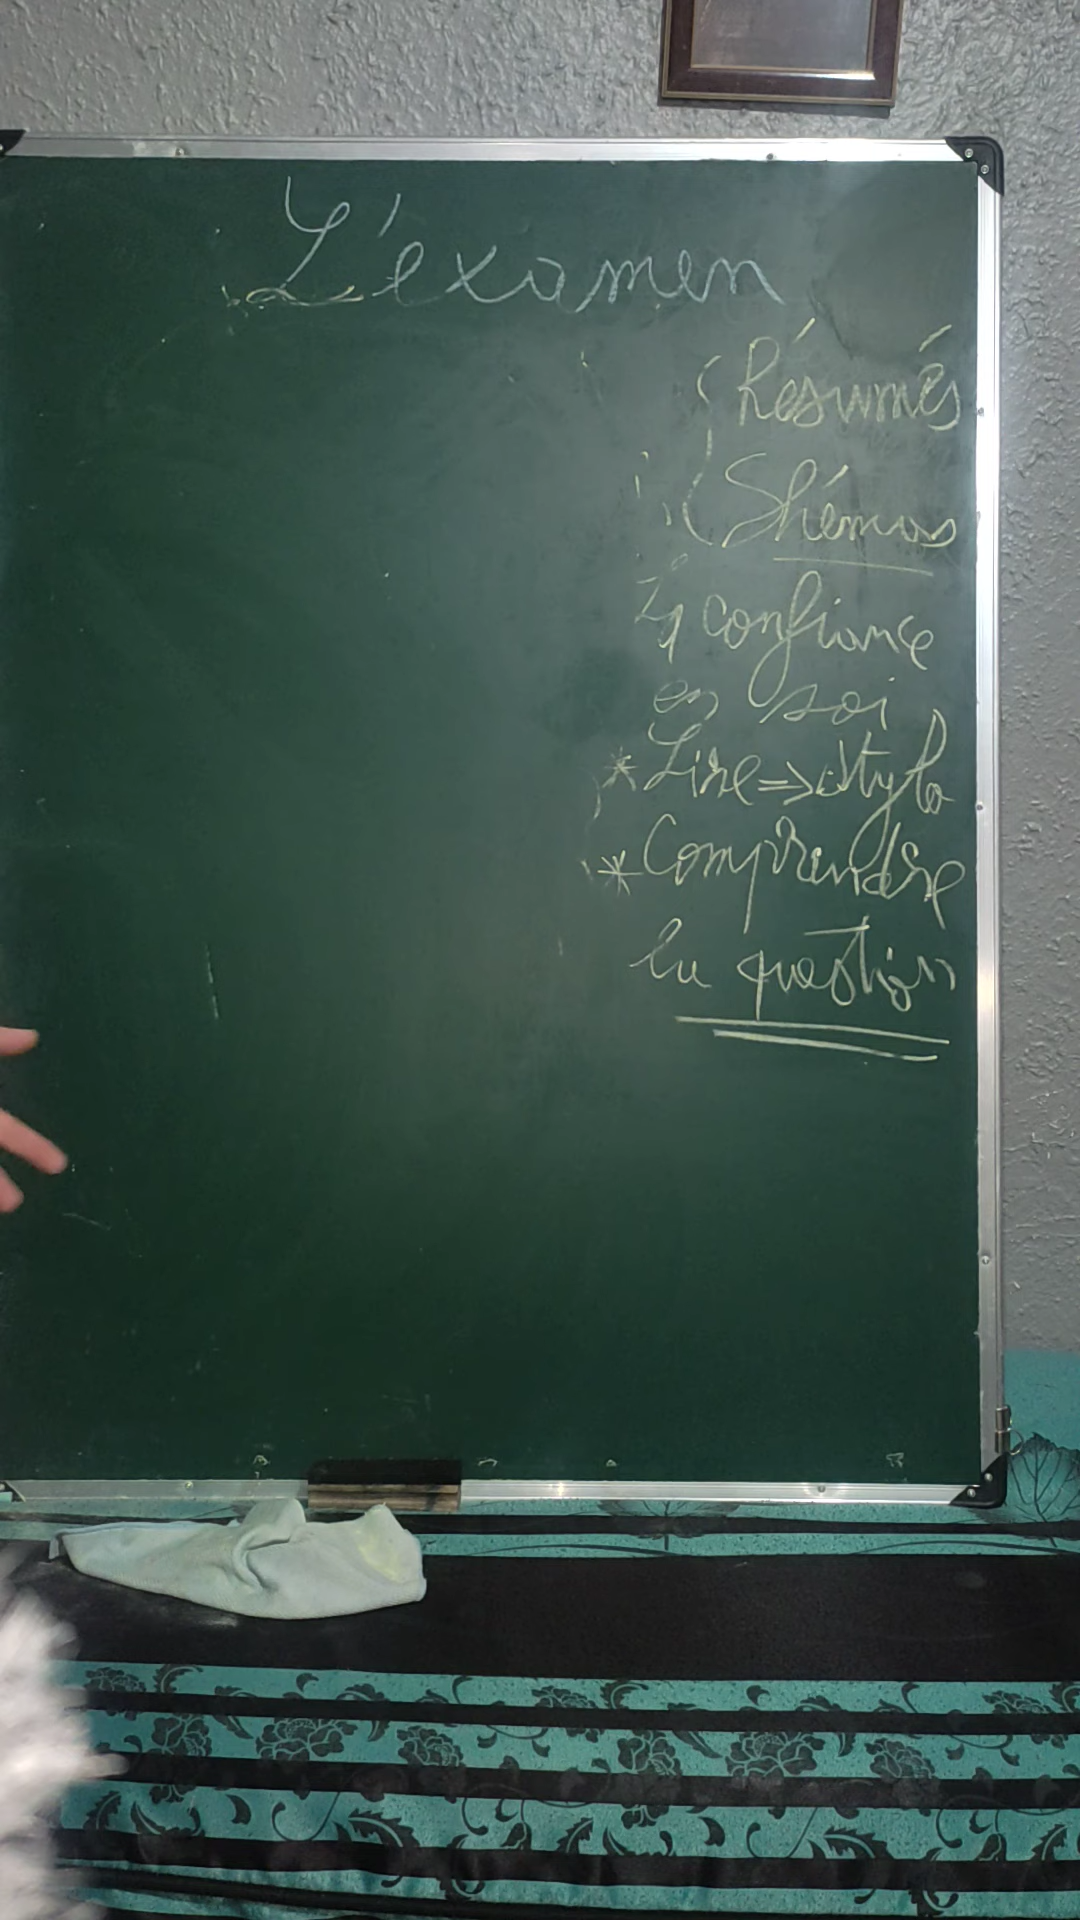 L'examen
Résumés
Shémas
confiance
en soi
* Lire => stylo
* Comprendre
la question